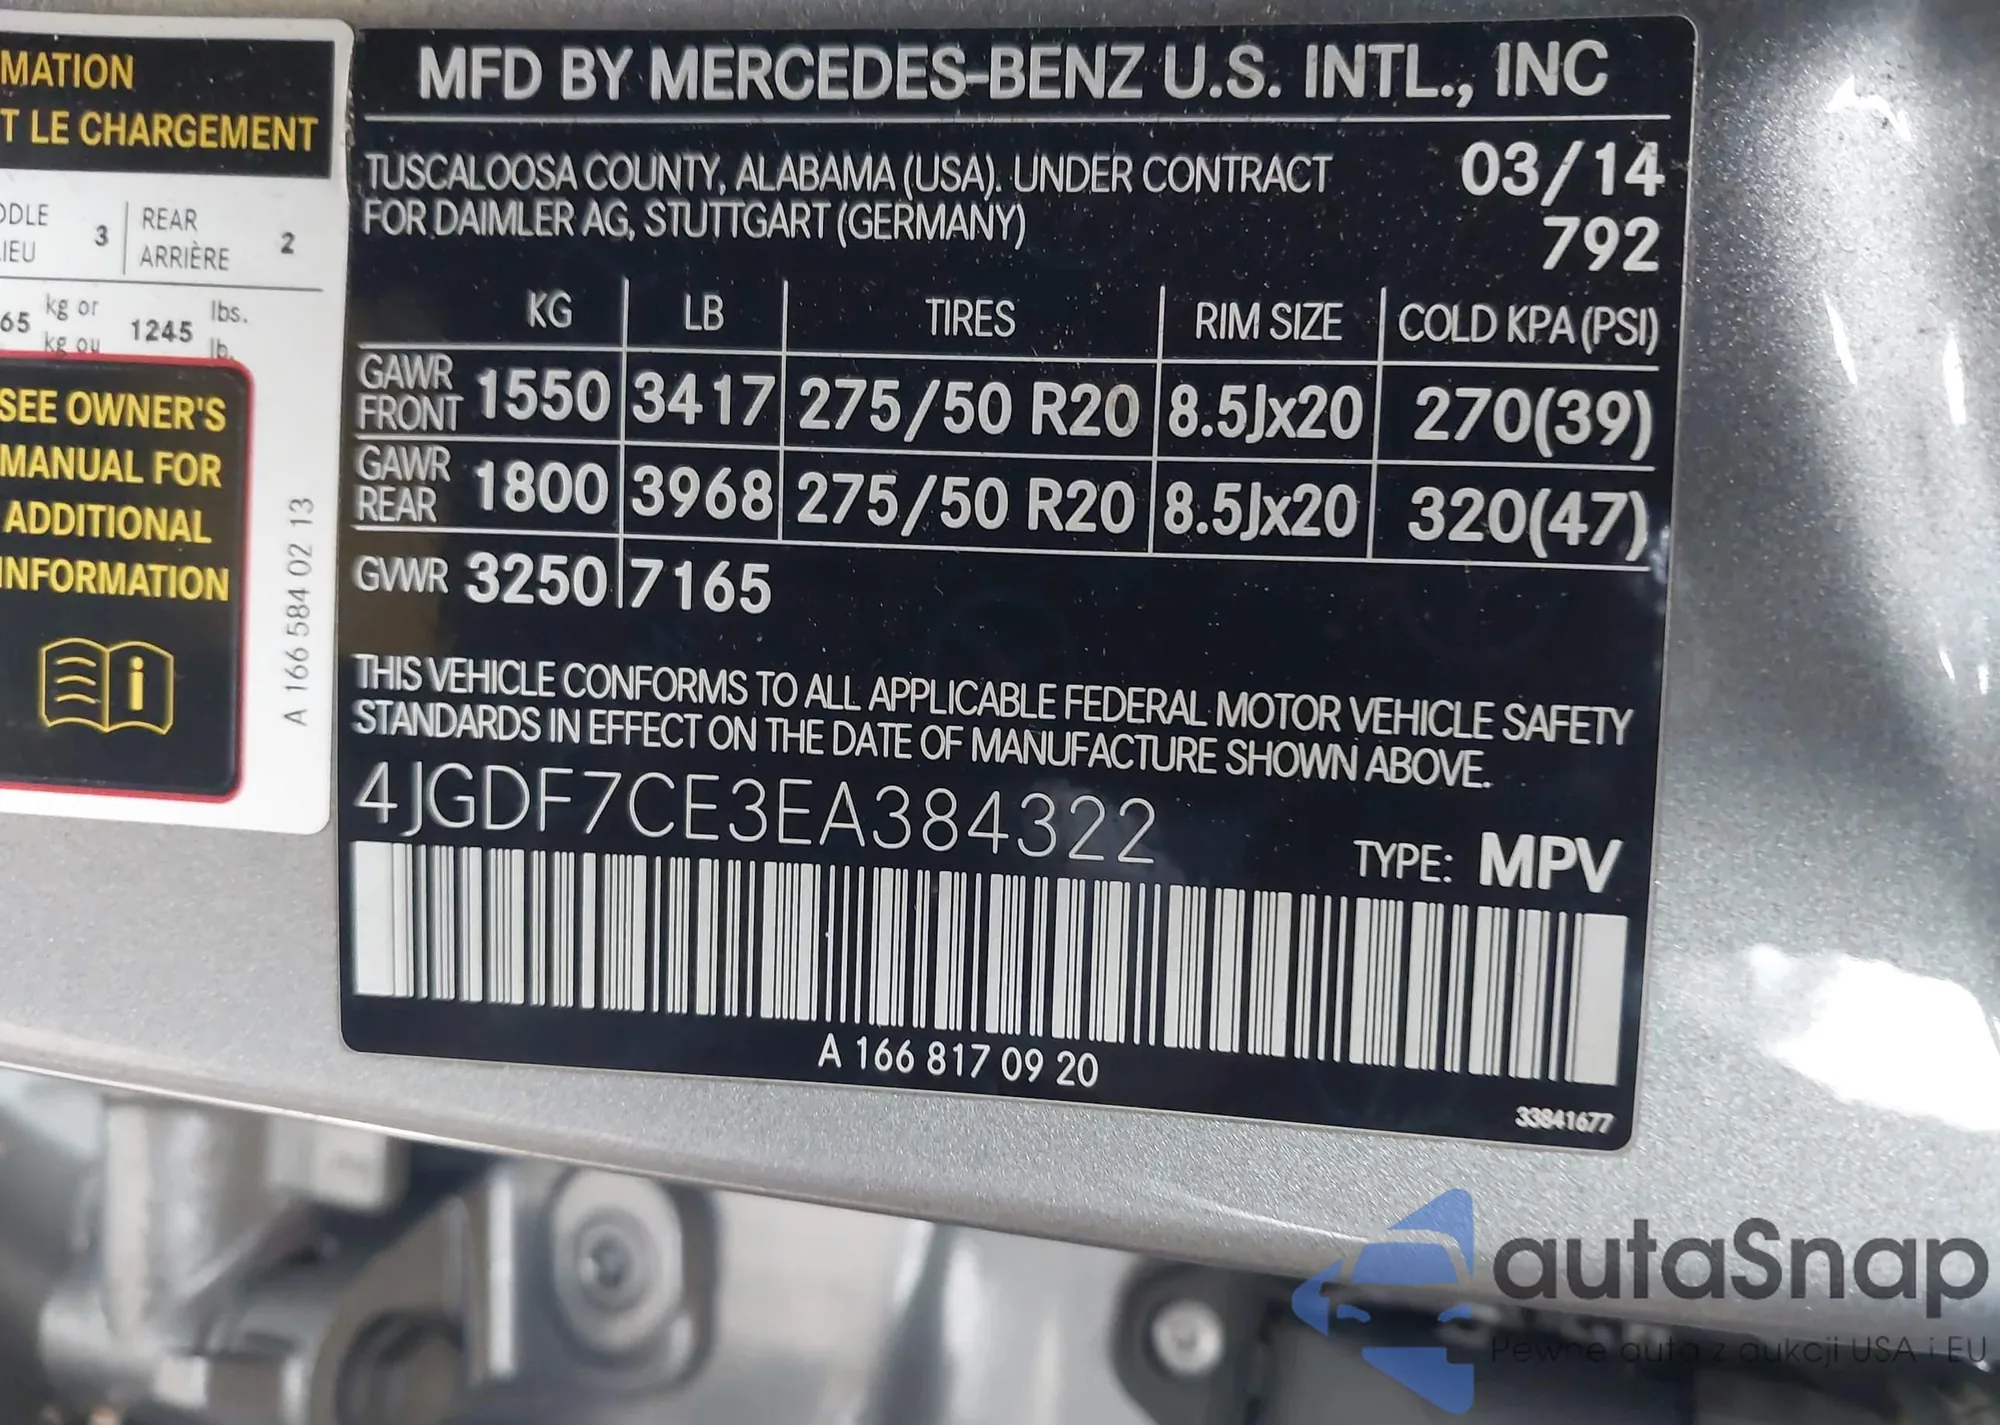 MATION
T LE CHARGEMENT
3
REAR
ARRIÈRE
2
65
kg or
kg ou
1245
lbs.
lb.
SEE OWNER'S
MANUAL FOR
ADDITIONAL
INFORMATION
A 166 584 02 13
MFD BY MERCEDES-BENZ U.S. INTL., INC
TUSCALOOSA COUNTY, ALABAMA (USA). UNDER CONTRACT
FOR DAIMLER AG, STUTTGART (GERMANY)
03/14
792
KG LB TIRES RIM SIZE COLD KPA (PSI)
GAWR FRONT 1550 3417 275/50 R20 8.5Jx20 270(39)
GAWR REAR 1800 3968 275/50 R20 8.5Jx20 320(47)
GVWR 3250 7165
THIS VEHICLE CONFORMS TO ALL APPLICABLE FEDERAL MOTOR VEHICLE SAFETY
STANDARDS IN EFFECT ON THE DATE OF MANUFACTURE SHOWN ABOVE.
4JGDF7CE3EA384322
TYPE: MPV
A 166 817 09 20
33841677
autaSnap
Pewne auta z aukcji USA i EU